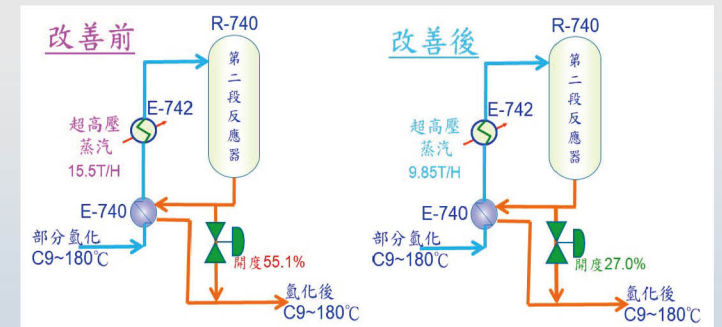 改善前
R-740
第二段反應器
E-742
超高壓
蒸汽
15.5T/H
E-740
部分氫化
C9~180℃
開度55.1%
氫化後
C9~180℃
改善後
R-740
第二段反應器
E-742
超高壓
蒸汽
9.85T/H
E-740
部分氫化
C9~180℃
開度27.0%
氫化後
C9~180℃